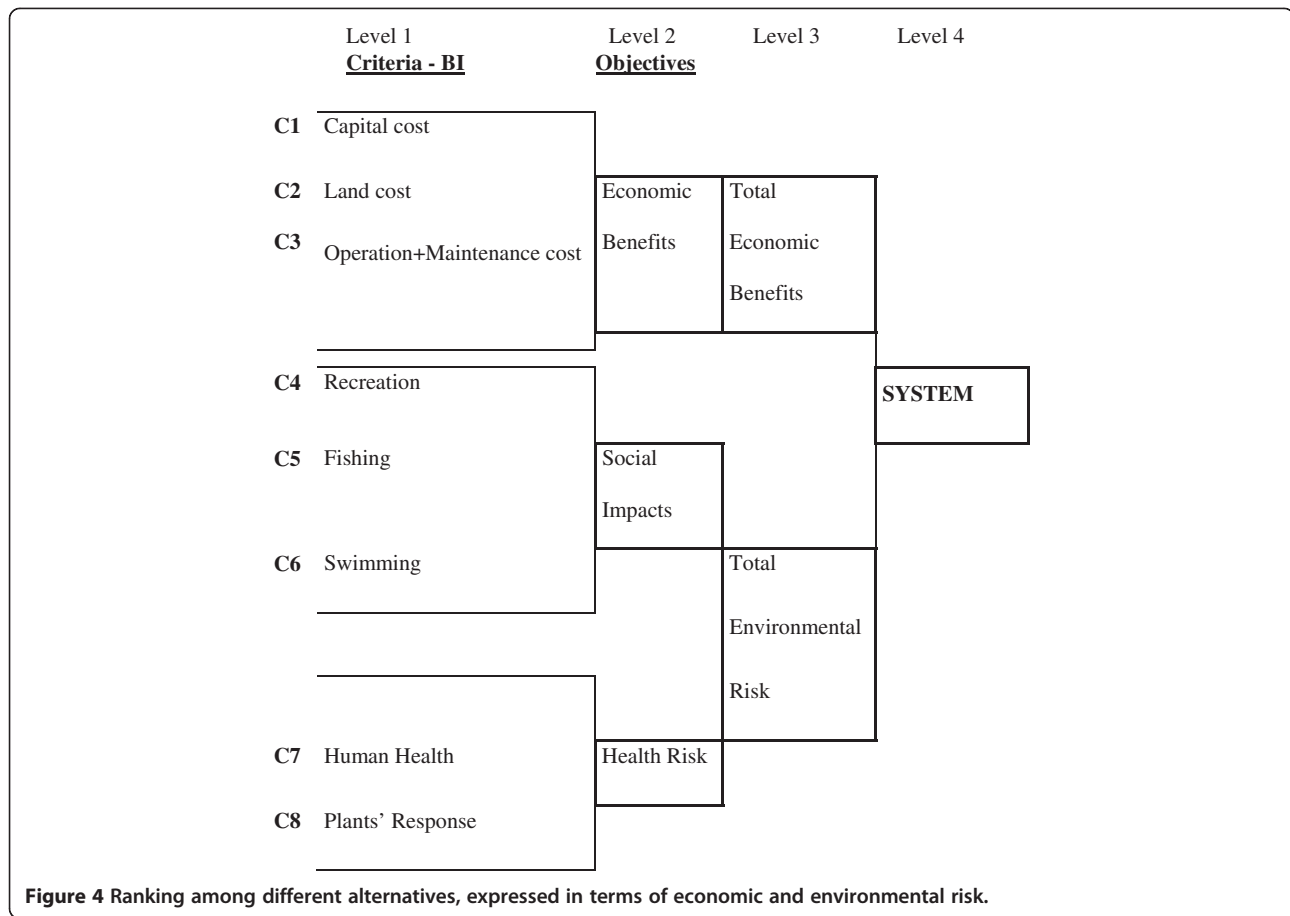 Level 1 Level 2 Level 3 Level 4
Criteria - BI Objectives
C1 Capital cost
C2 Land cost Economic Total
C3 Operation+Maintenance cost Benefits Economic
Benefits
C4 Recreation SYSTEM
C5 Fishing Social
Impacts
C6 Swimming Total
Environmental
Risk
C7 Human Health Health Risk
C8 Plants’ Response
Figure 4 Ranking among different alternatives, expressed in terms of economic and environmental risk.